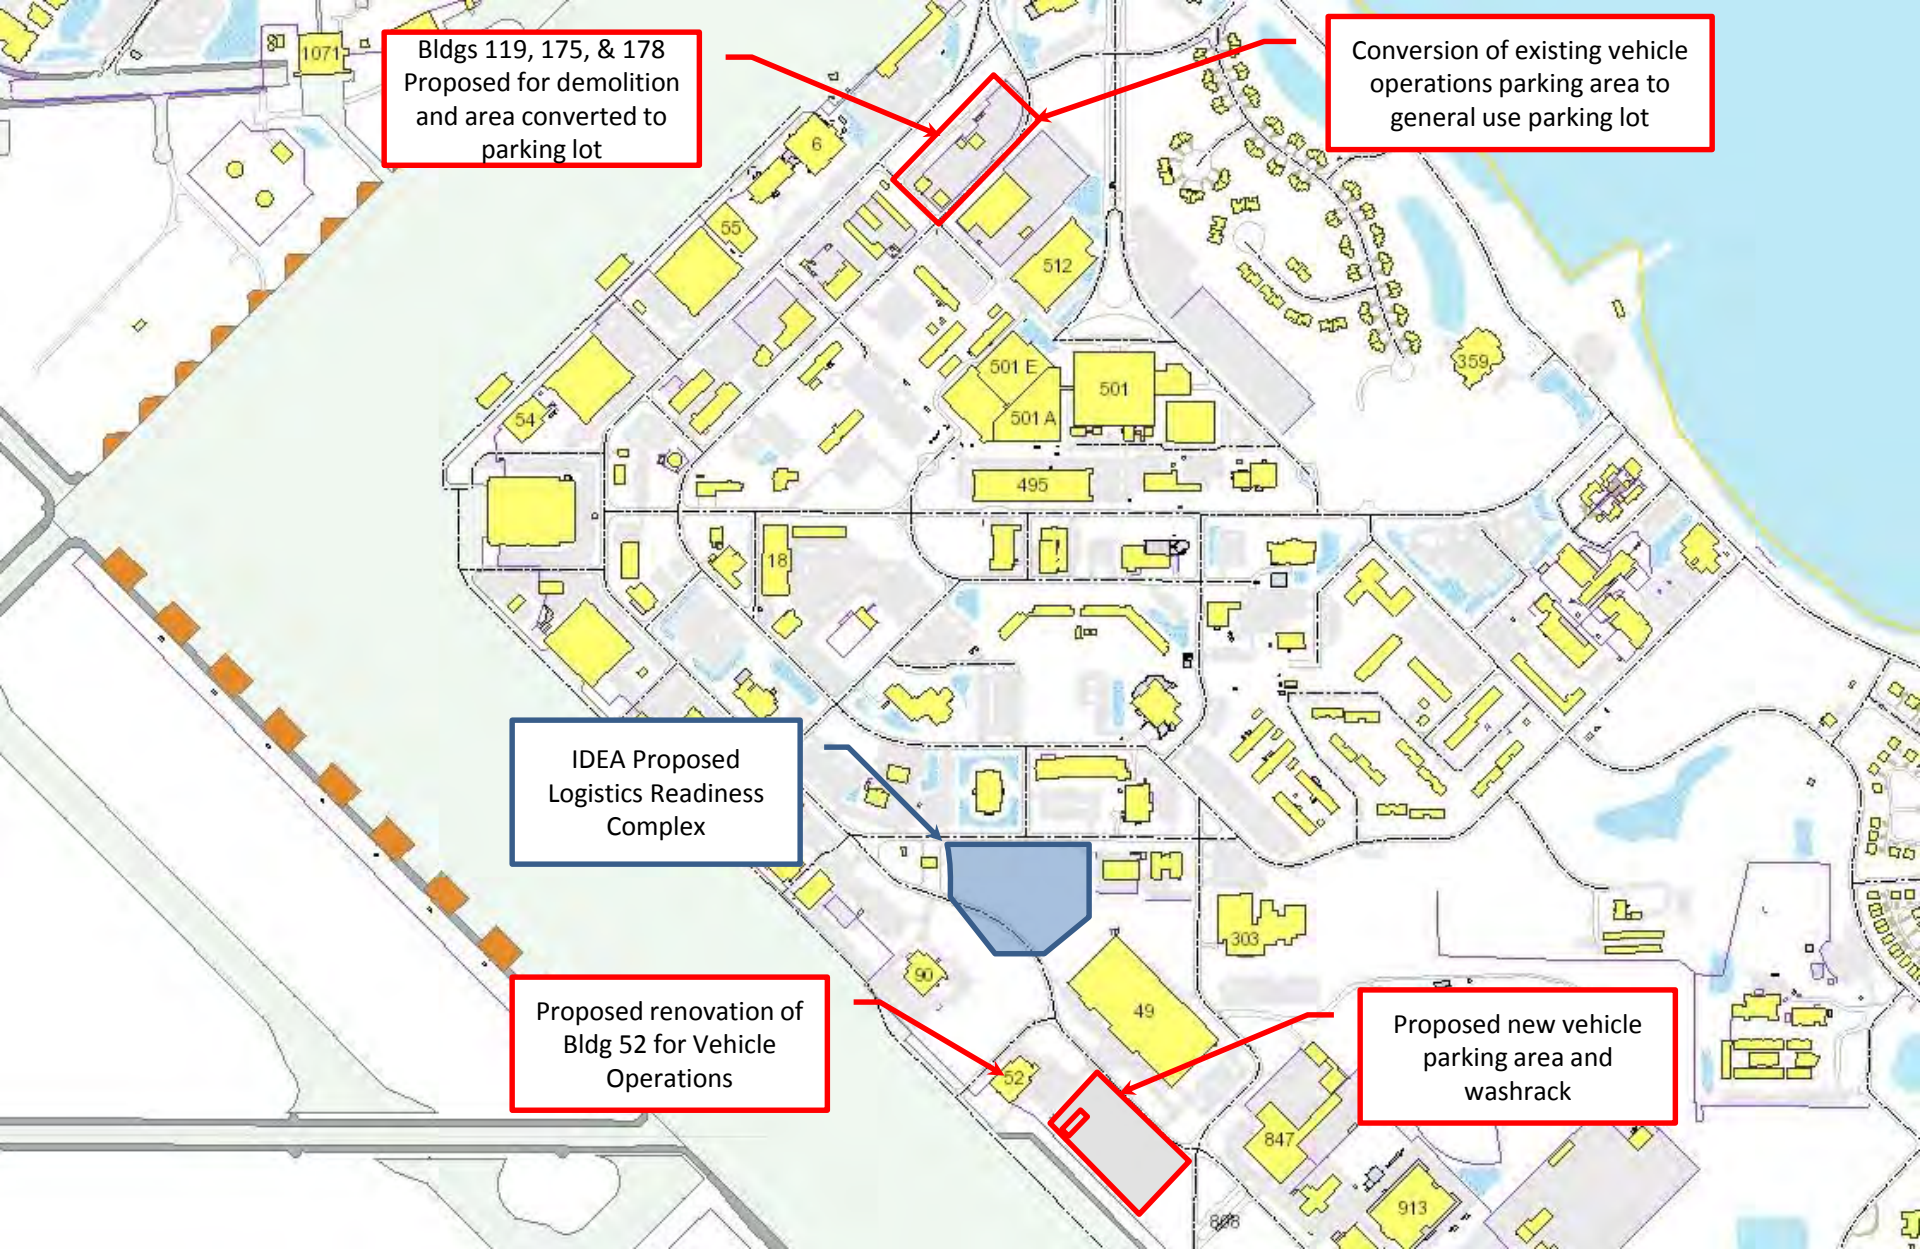 Bldgs 119, 175, & 178
Proposed for demolition
and area converted to
parking lot
Conversion of existing vehicle
operations parking area to
general use parking lot
1071
6
55
512
501 E
501
501 A
359
54
495
18
IDEA Proposed
Logistics Readiness
Complex
303
90
49
Proposed renovation of
Bldg 52 for Vehicle
Operations
52
Proposed new vehicle
parking area and
washrack
847
913